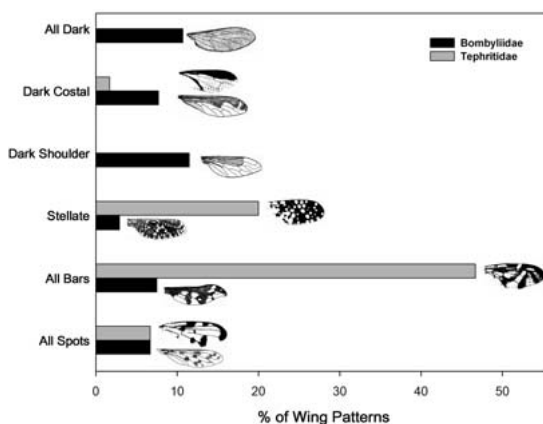 All Dark
Bombyliidae
Tephritidae
Dark Costal
Dark Shoulder
Stellate
All Bars
All Spots
0 10 20 30 40 50
% of Wing Patterns